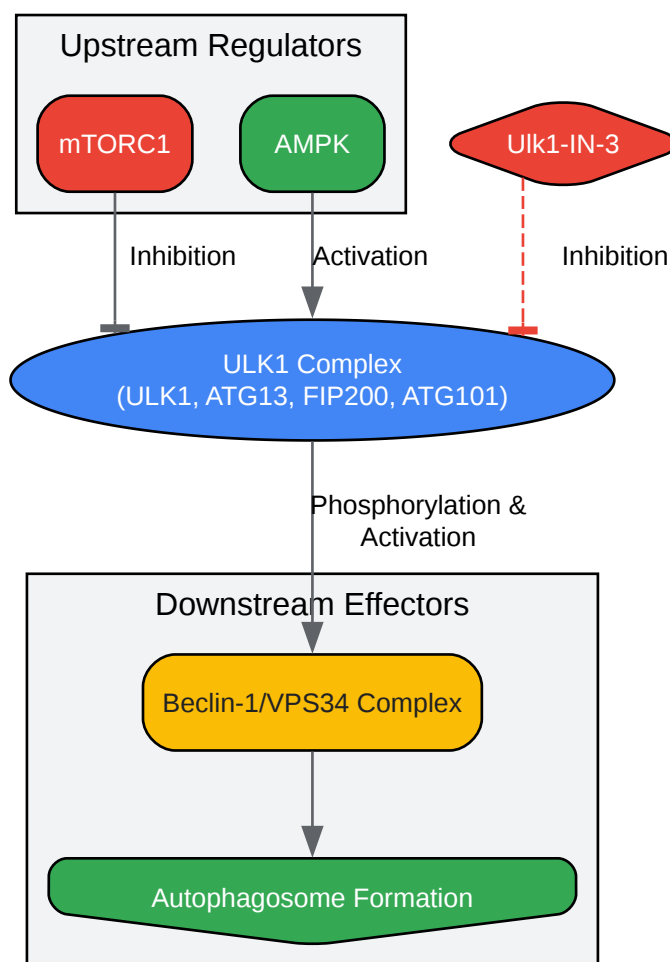 Upstream Regulators
mTORC1
AMPK
Ulk1-IN-3
Inhibition
Activation
Inhibition
ULK1 Complex
(ULK1, ATG13, FIP200, ATG101)
Phosphorylation &
Activation
Downstream Effectors
Beclin-1/VPS34 Complex
Autophagosome Formation